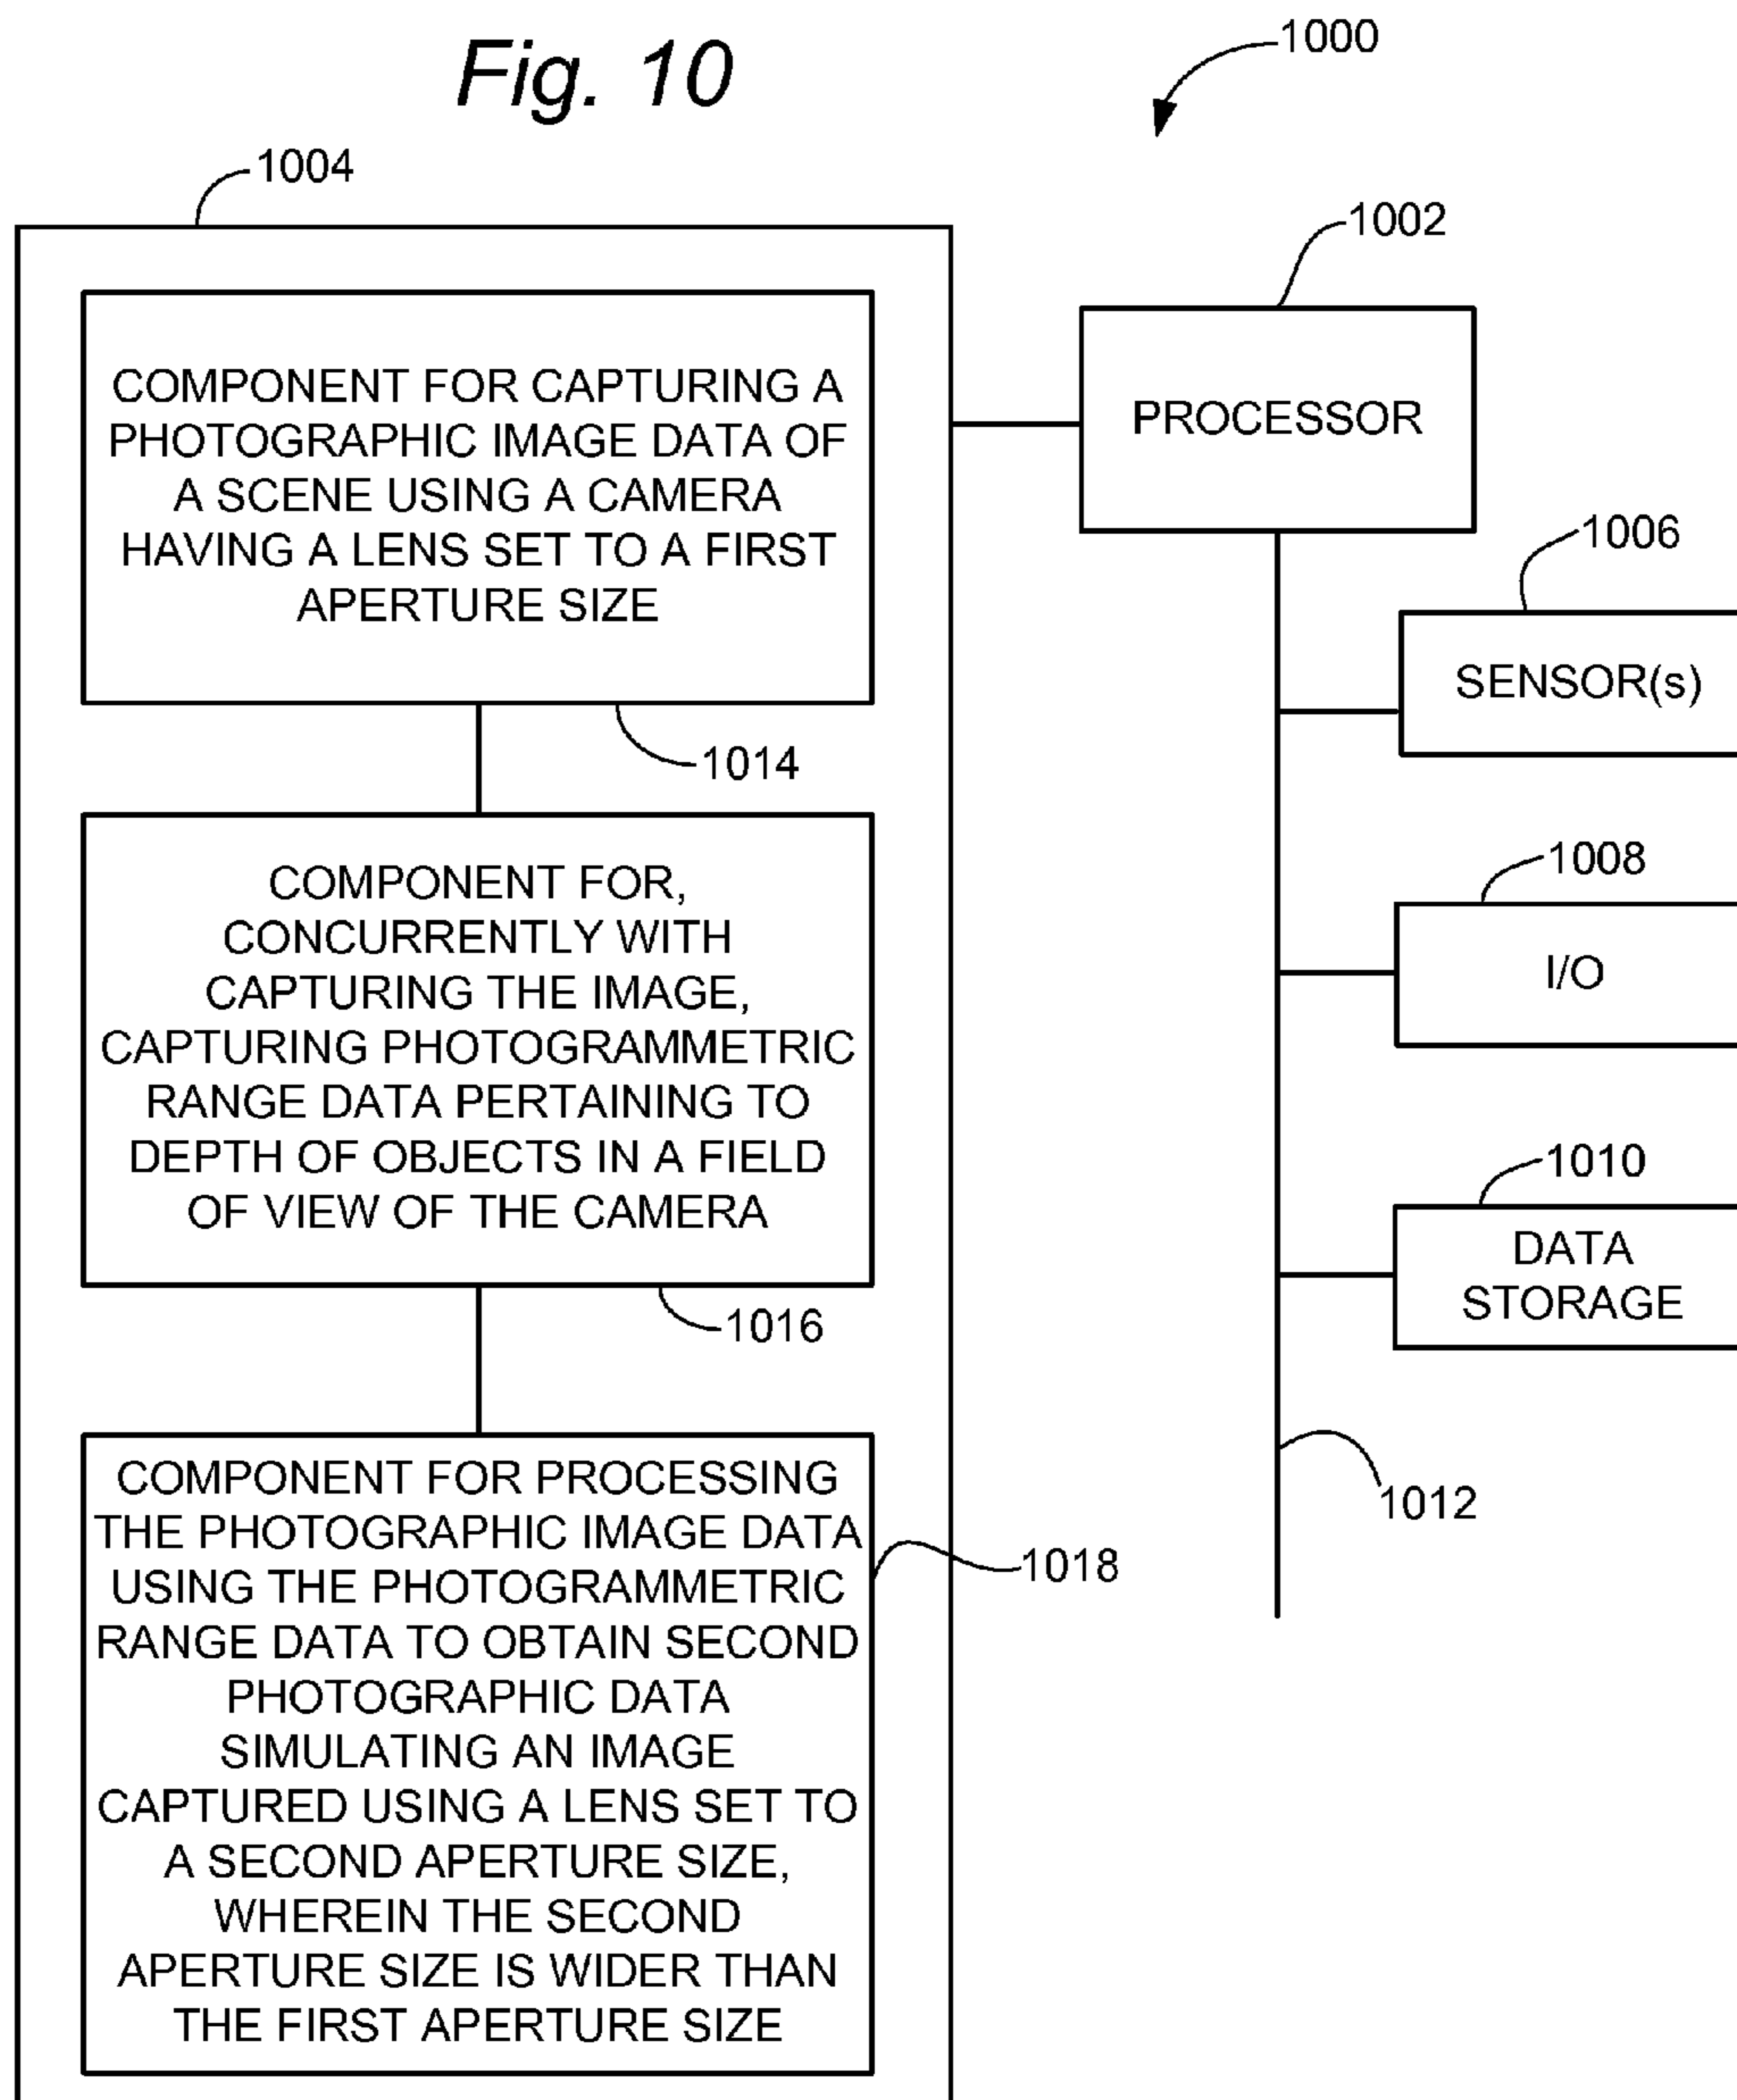 Fig. 10
1000
1004
1002
COMPONENT FOR CAPTURING A
PHOTOGRAPHIC IMAGE DATA OF
A SCENE USING A CAMERA
HAVING A LENS SET TO A FIRST
APERTURE SIZE
1014
PROCESSOR
1006
SENSOR(s)
1008
I/O
1010
DATA
STORAGE
1012
COMPONENT FOR,
CONCURRENTLY WITH
CAPTURING THE IMAGE,
CAPTURING PHOTOGRAMMETRIC
RANGE DATA PERTAINING TO
DEPTH OF OBJECTS IN A FIELD
OF VIEW OF THE CAMERA
1016
COMPONENT FOR PROCESSING
THE PHOTOGRAPHIC IMAGE DATA
USING THE PHOTOGRAMMETRIC
RANGE DATA TO OBTAIN SECOND
PHOTOGRAPHIC DATA
SIMULATING AN IMAGE
CAPTURED USING A LENS SET TO
A SECOND APERTURE SIZE,
WHEREIN THE SECOND
APERTURE SIZE IS WIDER THAN
THE FIRST APERTURE SIZE
1018